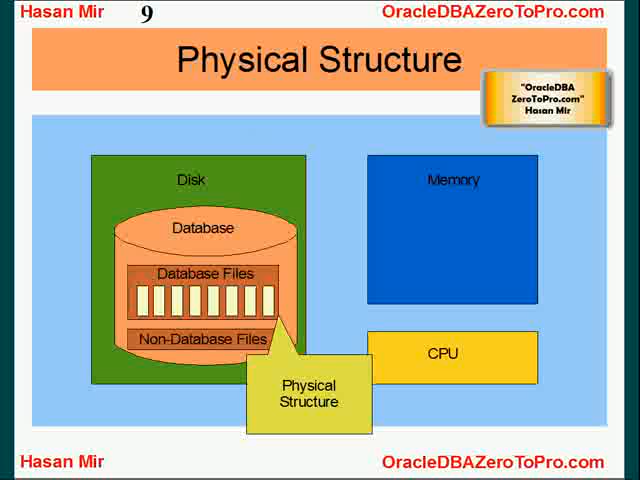 Hasan Mir
9
OracleDBAZeroToPro.com
Physical Structure
"OracleDBA
ZeroToPro.com"
Hasan Mir
Disk
Memory
Database
Database Files
Non-Database Files
CPU
Physical
Structure
Hasan Mir
OracleDBAZeroToPro.com